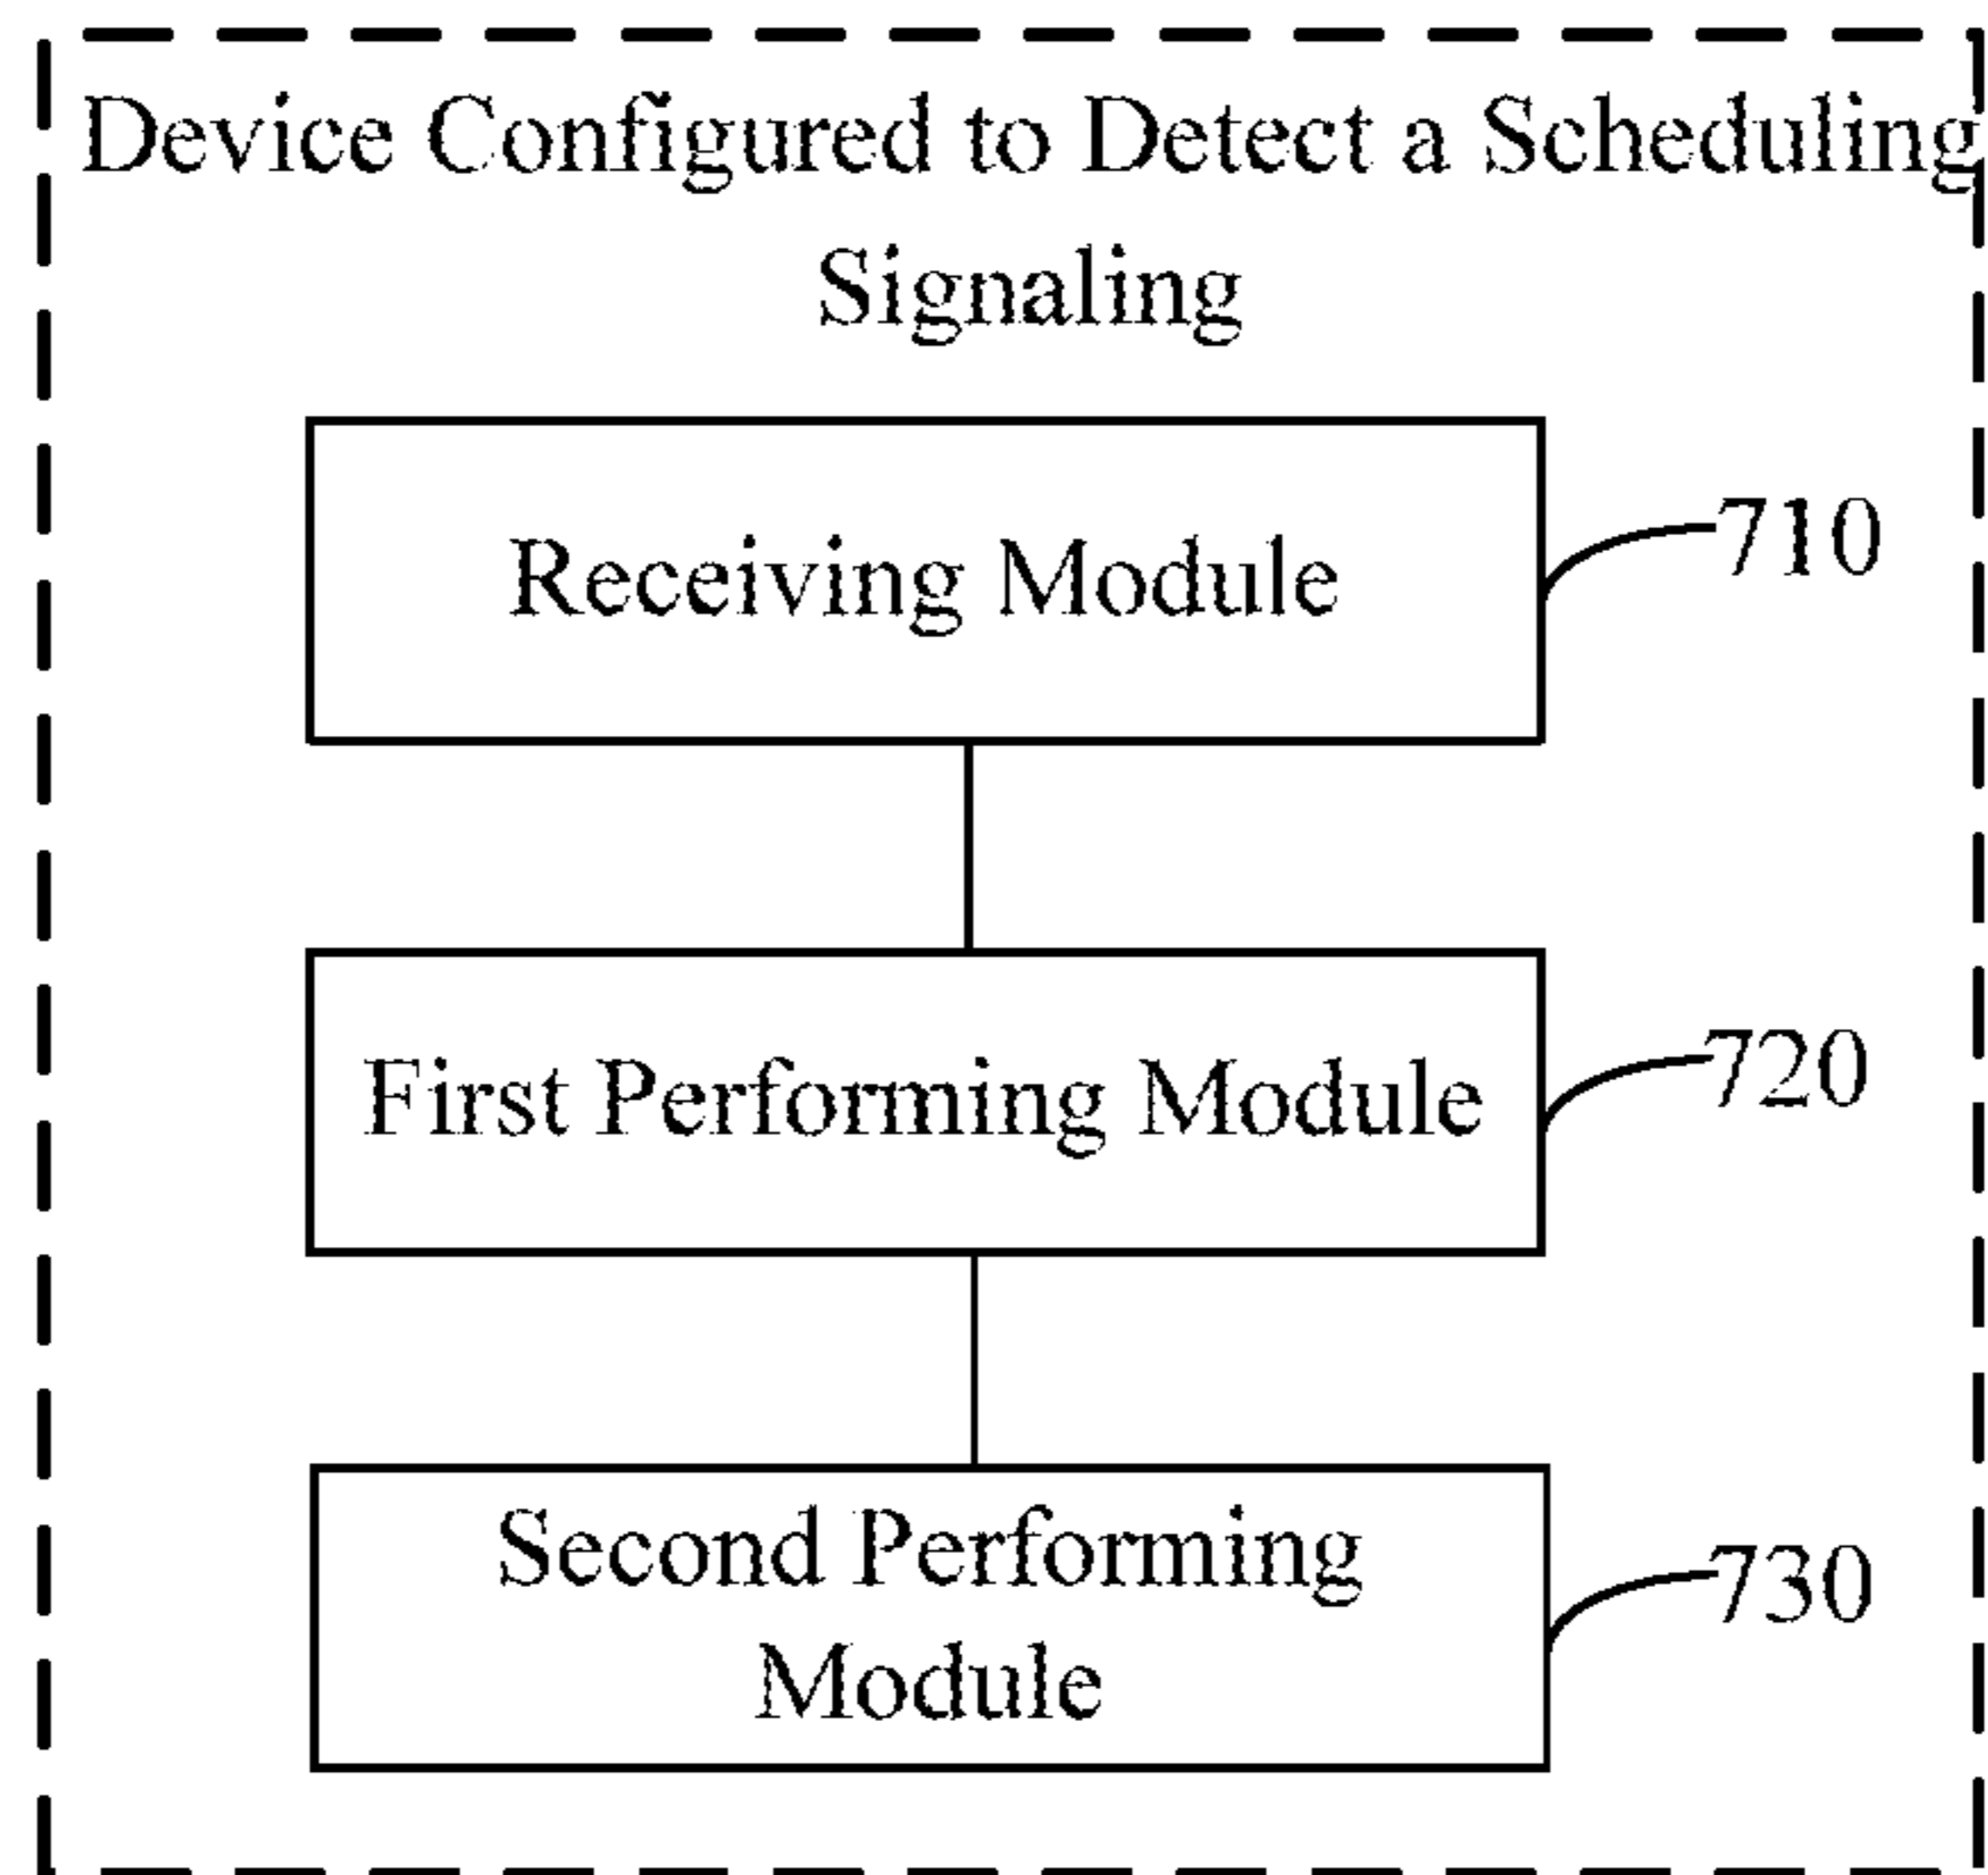 Device Configured to Detect a Scheduling
Signaling
Receiving Module
710
First Performing Module
720
Second Performing
Module
730